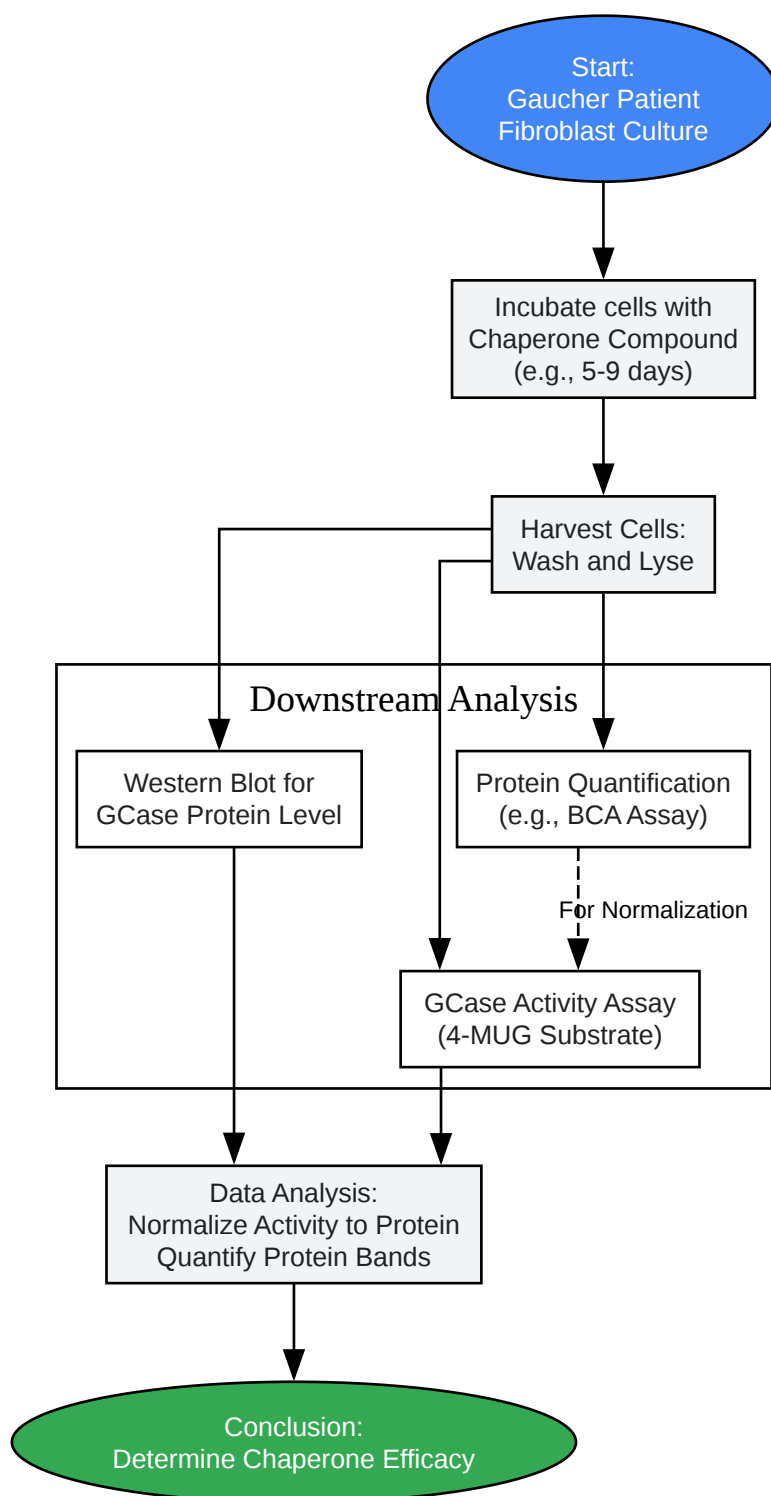 Start:
Gaucher Patient
Fibroblast Culture
Incubate cells with
Chaperone Compound
(e.g., 5-9 days)
Harvest Cells:
Wash and Lyse
Downstream Analysis
Western Blot for
GCase Protein Level
Protein Quantification
(e.g., BCA Assay)
For Normalization
GCase Activity Assay
(4-MUG Substrate)
Data Analysis:
Normalize Activity to Protein
Quantify Protein Bands
Conclusion:
Determine Chaperone Efficacy